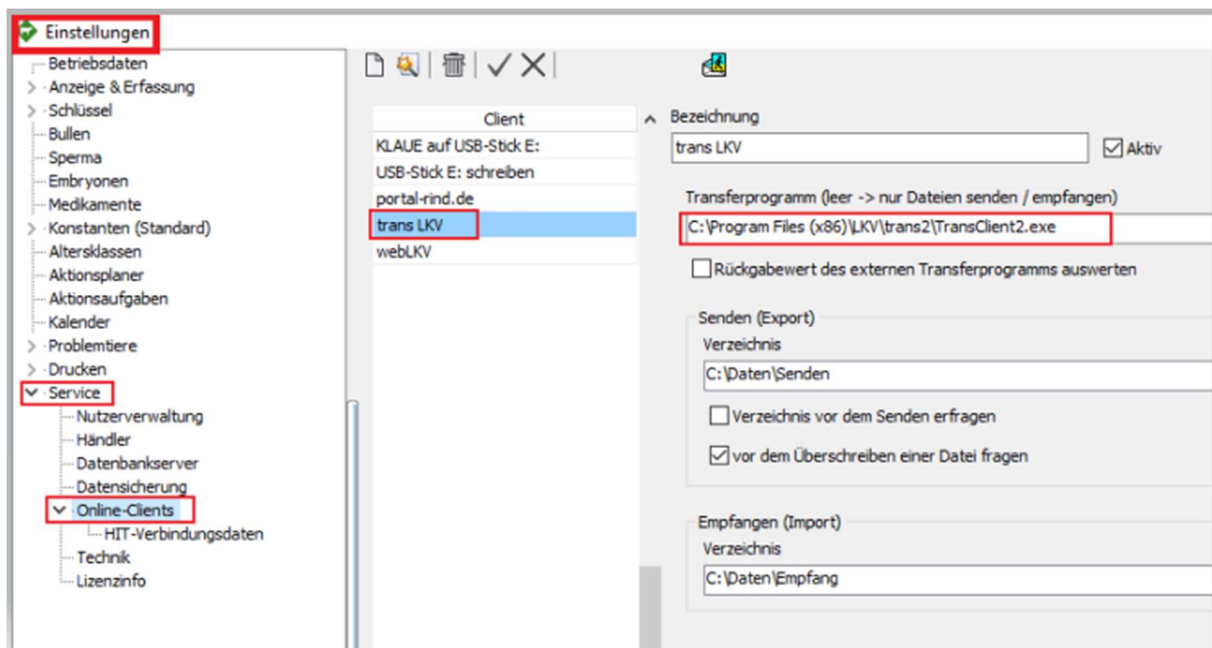 Einstellungen
Betriebsdaten
Anzeige & Erfassung
Schlüssel
Bullen
Sperma
Embryonen
Medikamente
Konstanten (Standard)
Altersklassen
Aktionsplaner
Aktionsaufgaben
Kalender
Problemtiere
Drucken
Service
Nutzerverwaltung
Händler
Datenbankserver
Datensicherung
Online-Clients
HIT-Verbindungsdaten
Technik
Lizenzinfo
Client
KLAUE auf USB-Stick E:
USB-Stick E: schreiben
portal-rind.de
trans LKV
webLKV
Bezeichnung
trans LKV
Aktiv
Transferprogramm (leer -> nur Dateien senden / empfangen)
C:\Program Files (x86)\LKV\trans2\TransClient2.exe
Rückgabewert des externen Transferprogramms auswerten
Senden (Export)
Verzeichnis
C:\Daten\Senden
Verzeichnis vor dem Senden erfragen
vor dem Überschreiben einer Datei fragen
Empfangen (Import)
Verzeichnis
C:\Daten\Empfang